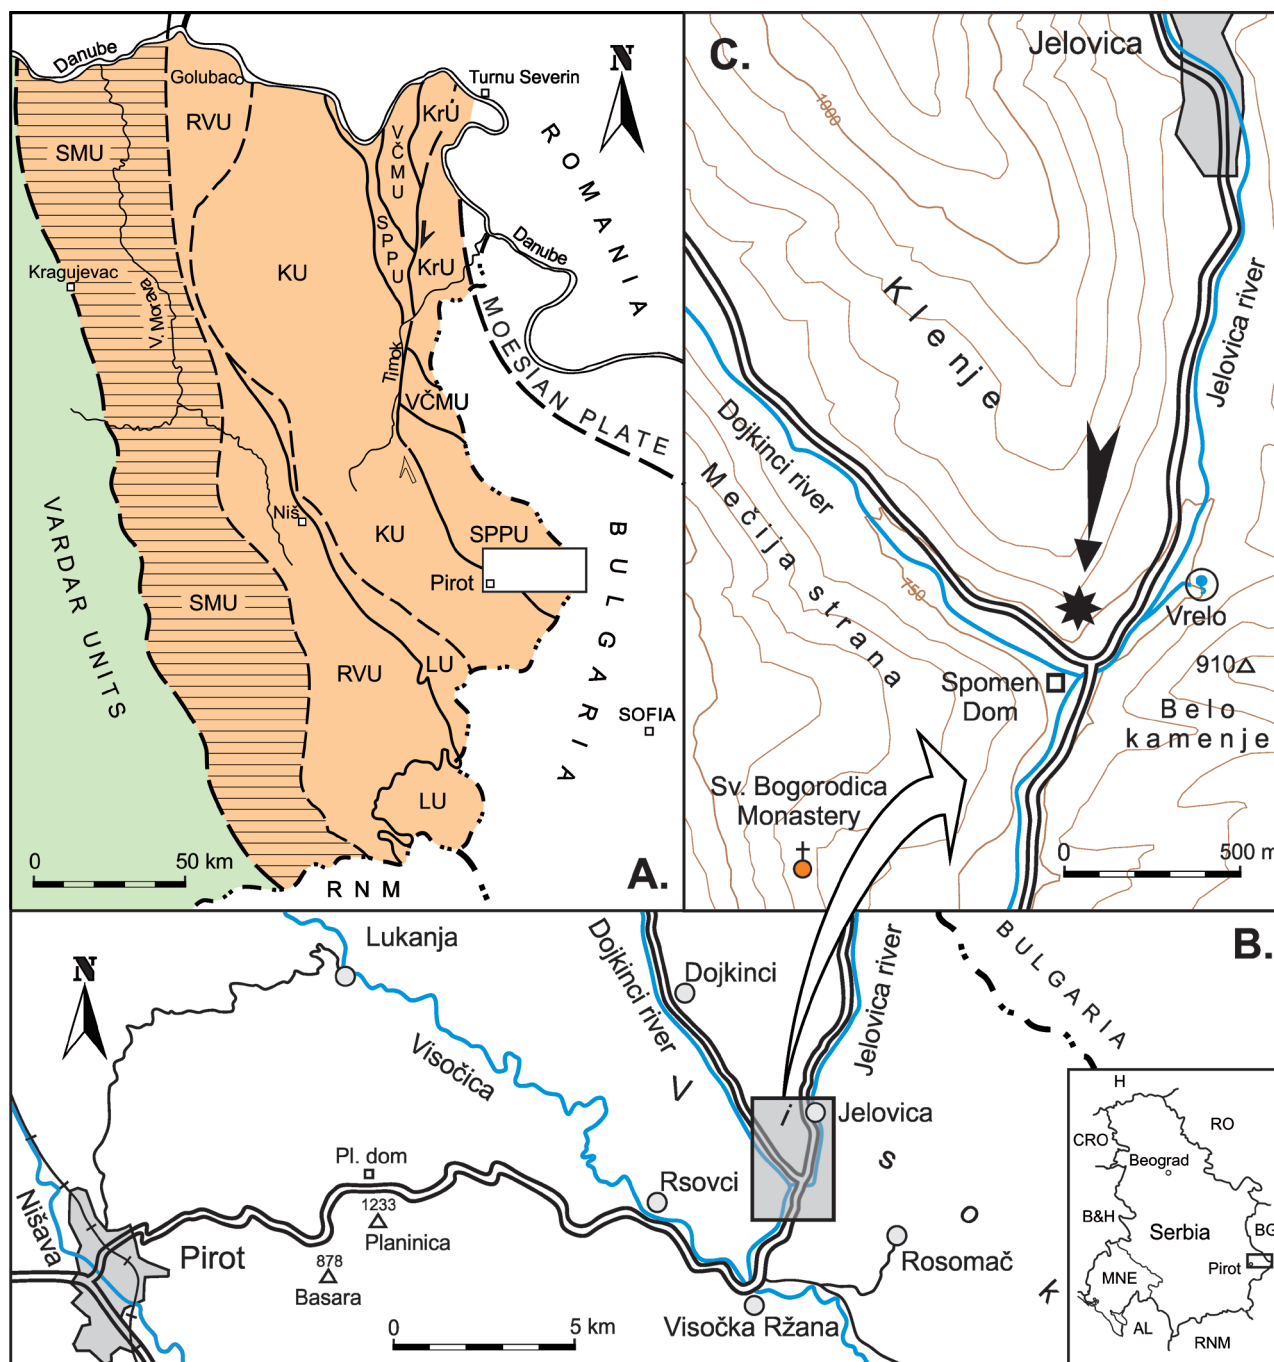 A.
N
Danube
Golubac
Turnu Severin
RVU
KrÚ
VČMU
SMU
SPPU
ROMANIA
Danube
KU
KrU
Kragujevac
V. Morava
Timok
MOESIAN PLATE
VČMU
VARDAR UNITS
Niš
KU
SPPU
Pirot
BULGARIA
SMU
RVU
LU
SOFIA
LU
0 50 km
RNM
C.
Jelovica
1000
Klenje
Jelovica river
Dojkinci river
Mečija strana
750
Vrelo
910
Spomen
Dom
Belo
kamenje
Sv. Bogorodica
Monastery
0 500 m
B.
N
Lukanja
Dojkinci river
Dojkinci
Jelovica river
BULGARIA
Visočica
Visok
Jelovica
Pl. dom
1233
Planinica
Rsovci
Nišava
Pirot
878
Basara
Rosomač
Visočka Ržana
0 5 km
H
RO
CRO
Beograd
B&H
Serbia
BG
Pirot
MNE
AL
RNM